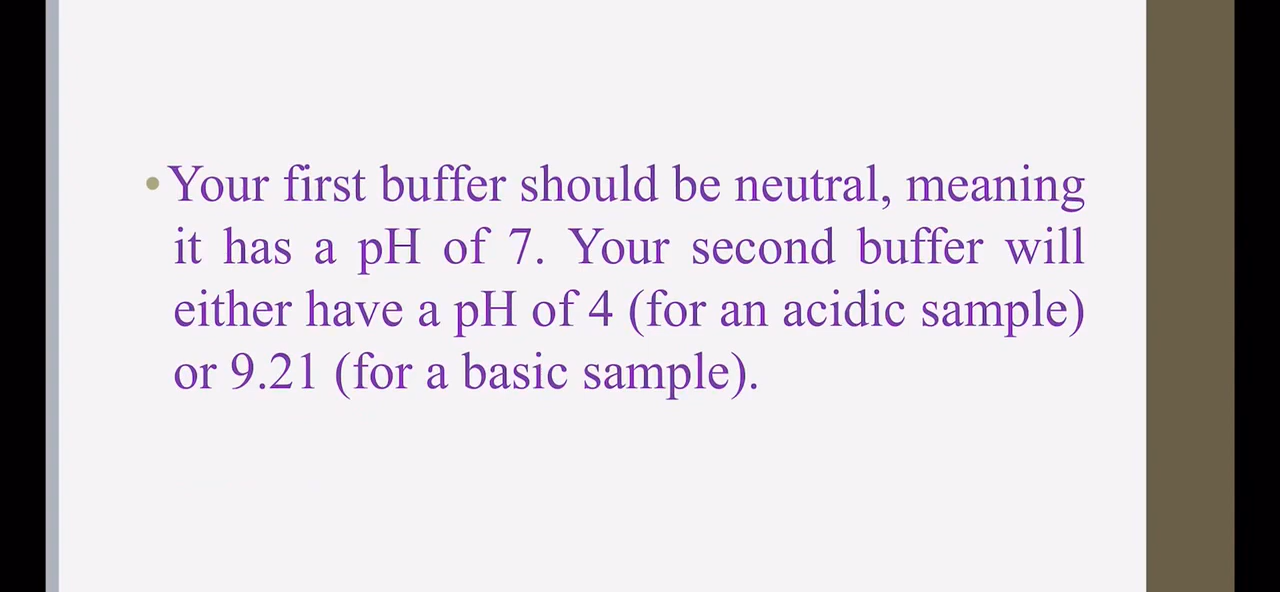 •Your first buffer should be neutral, meaning
it has a pH of 7. Your second buffer will
either have a pH of 4 (for an acidic sample)
or 9.21 (for a basic sample).